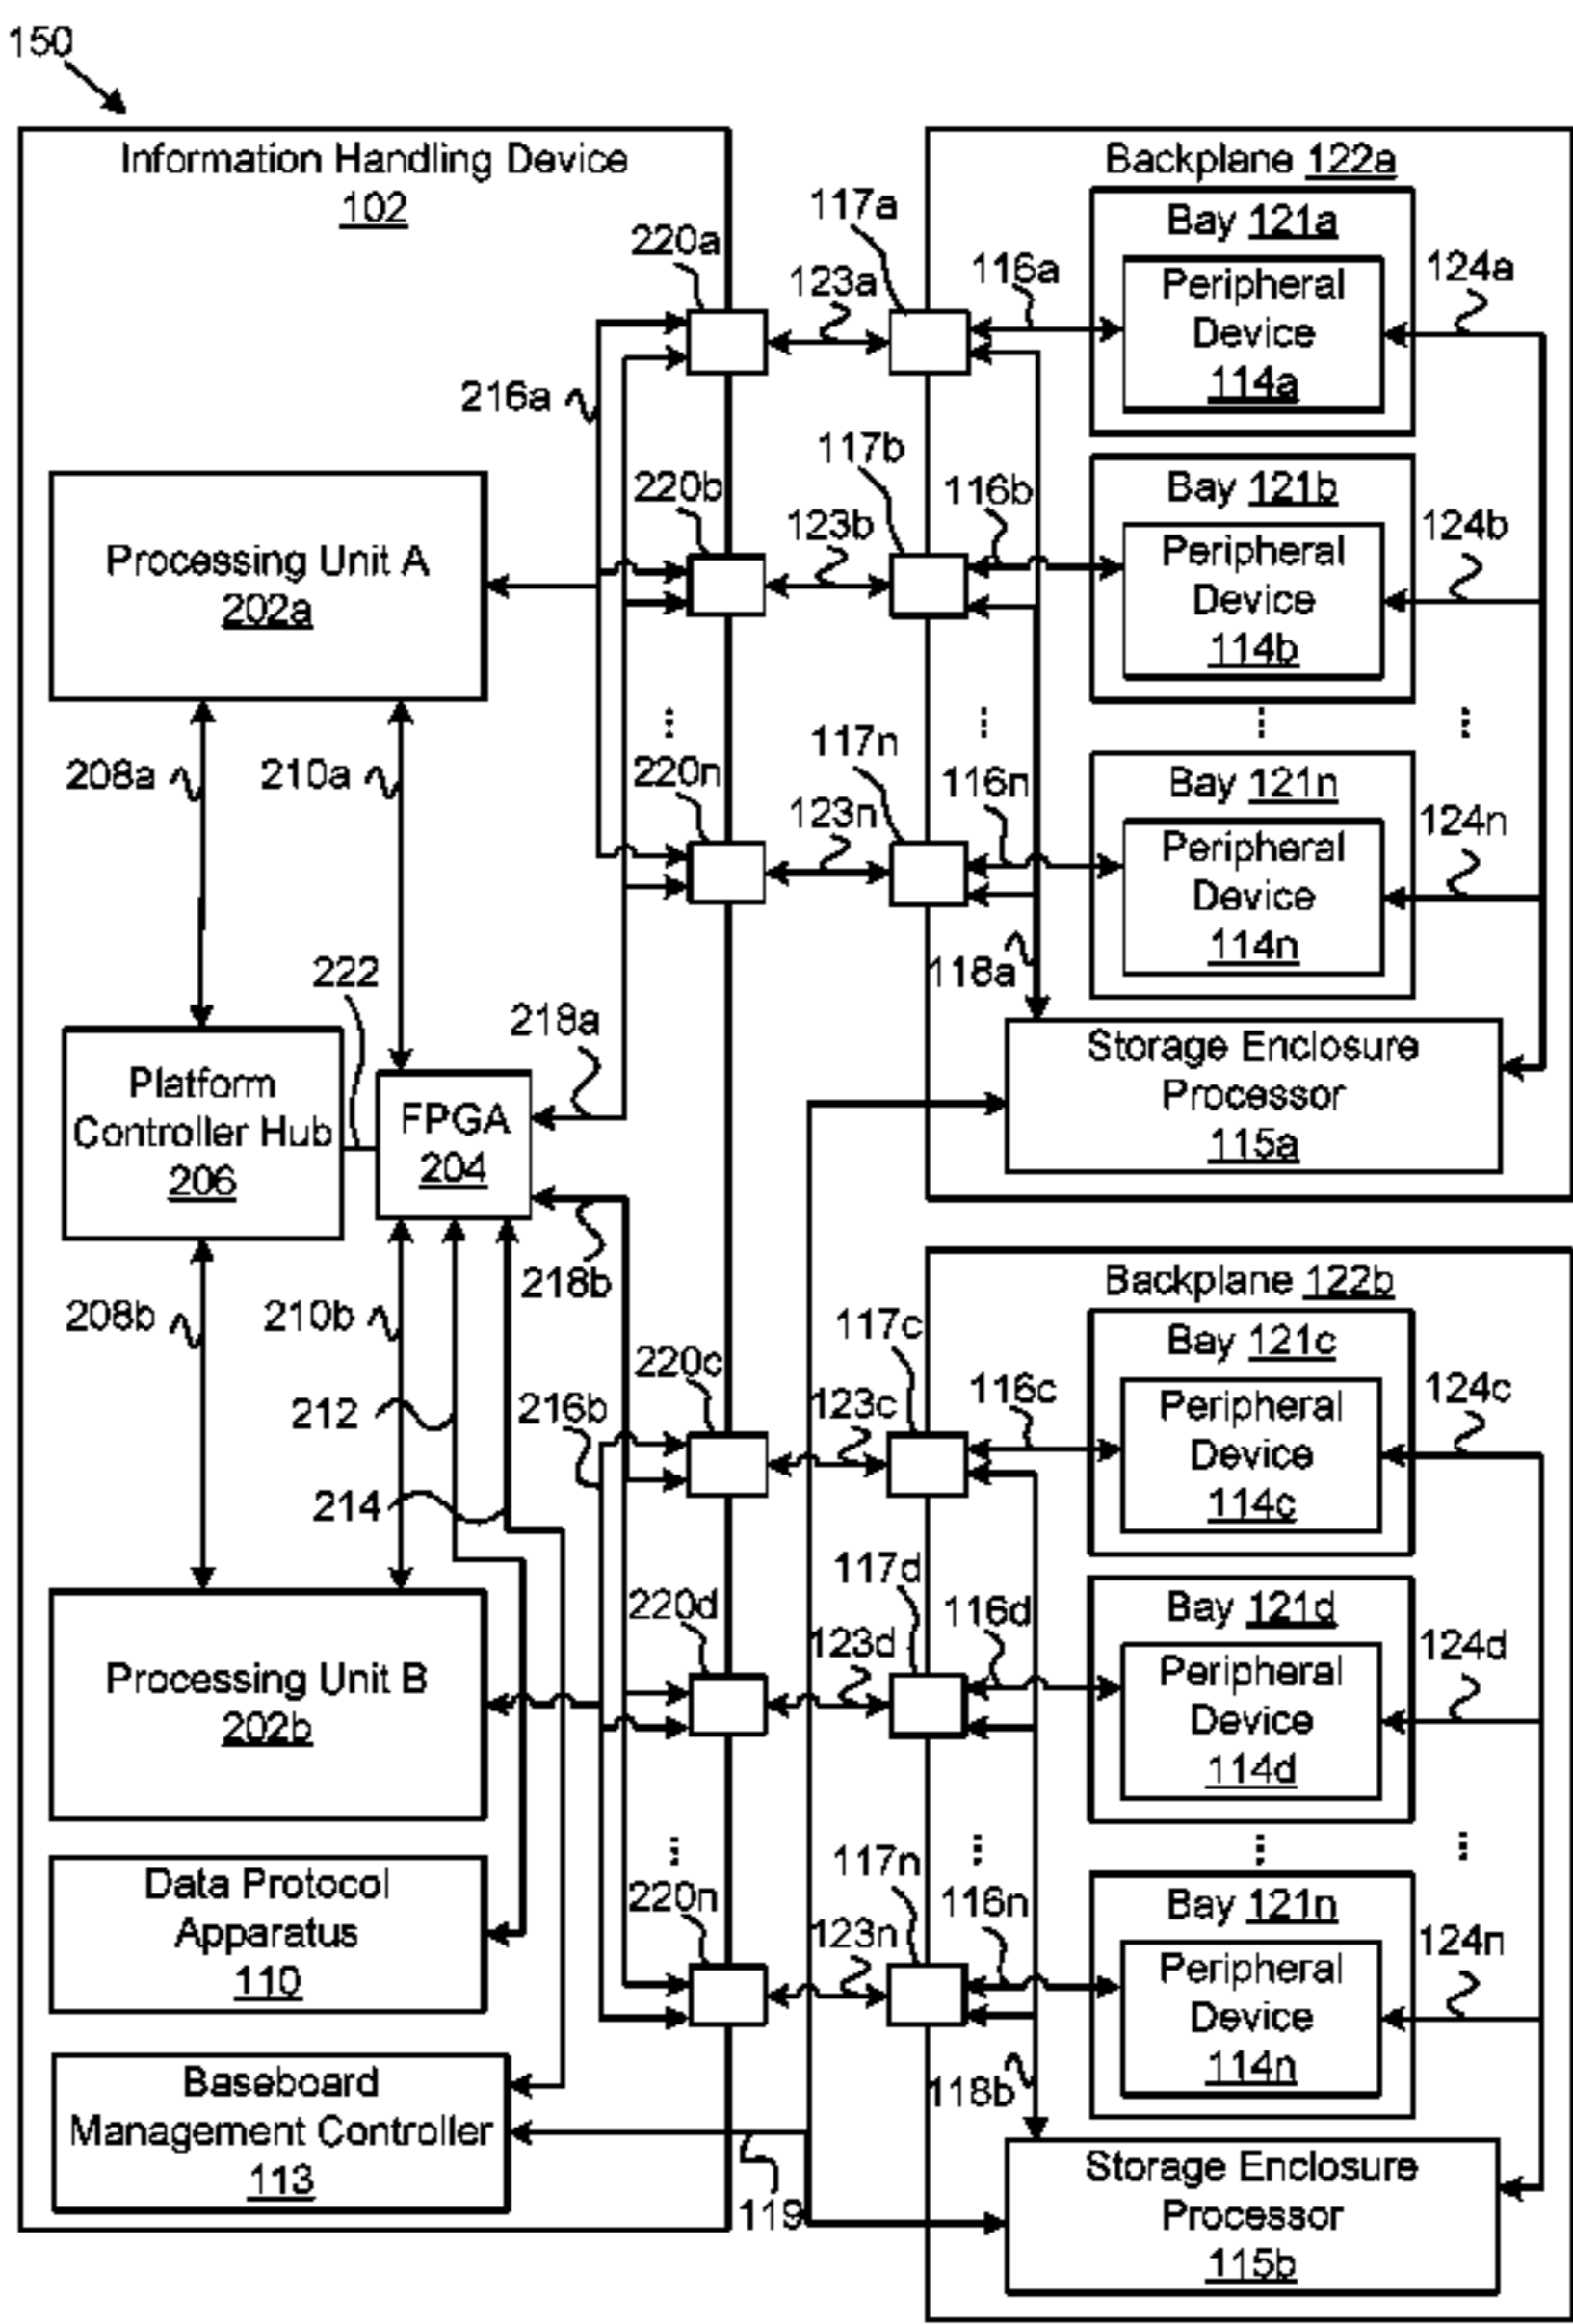 150
Information Handling Device
102
220a
216a
220b
Processing Unit A
202a
208a
210a
220n
222
218a
Platform
Controller Hub
206
FPGA
204
218b
208b
210b
220c
212
216b
214
220d
Processing Unit B
202b
220n
Data Protocol
Apparatus
110
Baseboard
Management Controller
113
119
123a
123b
123n
123c
123d
123n
Backplane 122a
117a
116a
Bay 121a
Peripheral
Device
114a
124a
117b
116b
Bay 121b
Peripheral
Device
114b
124b
117n
116n
Bay 121n
Peripheral
Device
114n
124n
118a
Storage Enclosure
Processor
115a
Backplane 122b
117c
116c
Bay 121c
Peripheral
Device
114c
124c
117d
116d
Bay 121d
Peripheral
Device
114d
124d
117n
116n
Bay 121n
Peripheral
Device
114n
124n
118b
Storage Enclosure
Processor
115b